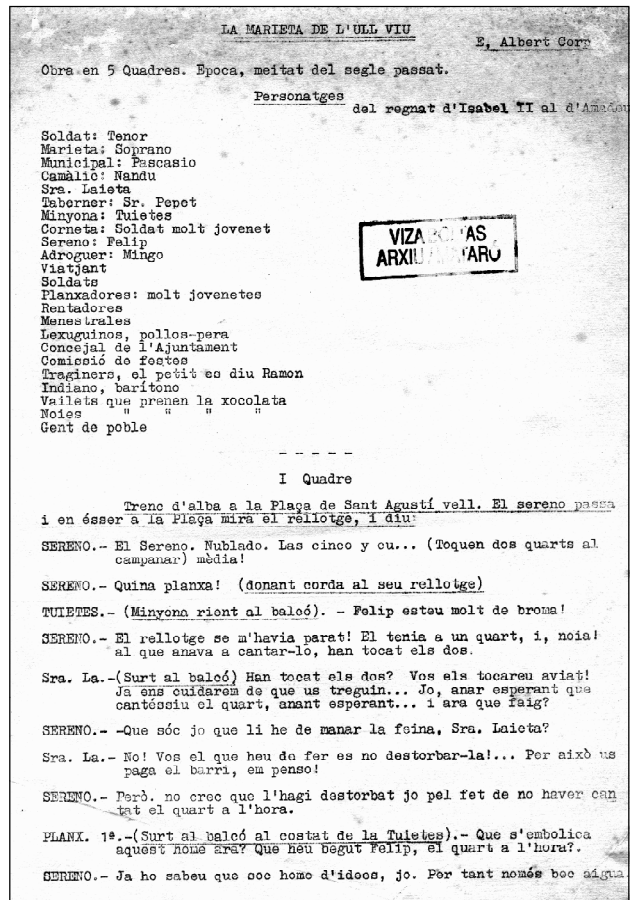 LA MARIETA DE L'ULL VIU
E, Albert Corp
Obra en 5 Quadres. Epoca, meitat del segle passat.
Personatges
del regnat d'Isabel II al d'Amadeu
Soldat: Tenor
Marieta: Soprano
Municipal: Pascasio
Camàlic: Nandu
Sra. Laieta
Taberner: Sr. Pepet
Minyona: Tuietes
Corneta: Soldat molt jovenet
Sereno: Felip
Adroguer: Mingo
Viatjant
Soldats
Planxadores: molt jovenetes
Rentadores
Menestrales
Lexuguinos, pollos-pera
Concejal de l'Ajuntament
Comissió de festes
Traginers, el petit es diu Ramon
Indiano, barítono
Vailets que prenen la xocolata
Noies " " " "
Gent de poble
VIZA
ARXIU
- - - - -
I Quadre
Trenc d'alba a la Plaça de Sant Agustí vell. El sereno passa
i en ésser a la Plaça mira el rellotge, i diu:
SERENO.- El Sereno. Nublado. Las cinco y cu... (Toquen dos quarts al
campanar) mèdia!
SERENO.- Quina planxa! (donant corda al seu rellotge)
TUIETES.- (Minyona rient al balcó). - Felip esteu molt de broma!
SERENO.- El rellotge se m'havia parat! El tenia a un quart, i, noia!
al que anava a cantar-lo, han tocat els dos.
Sra. La.-(Surt al balcó) Han tocat els dos? Vos els tocareu aviat!
Ja ens cuidarem de que us treguin... Jo, anar esperant que
cantéssiu el quart, anant esperant... i ara que faig?
SERENO.- -Que sóc jo que li he de manar la feina, Sra. Laieta?
Sra. La.- No! Vos el que heu de fer es no destorbar-la!... Per això us
paga el barri, em penso!
SERENO.- Però. no crec que l'hagi destorbat jo pel fet de no haver can
tat el quart a l'hora.
PLANX. 1ª.-(Surt al balcó al costat de la Tuietes).- Que s'embolica
aquest home ara? Que heu begut Felip, el quart a l'hora?.
SERENO.- Ja ho sabeu que soc home d'idees, jo. Per tant només bec aigua